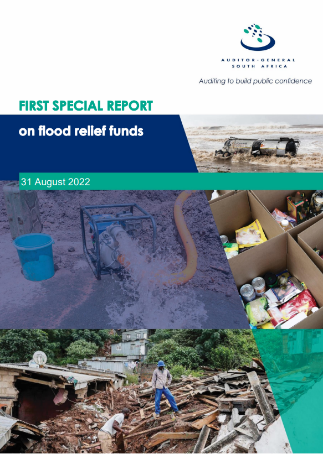 AUDITOR-GENERAL
SOUTH AFRICA
Auditing to build public confidence
FIRST SPECIAL REPORT
on flood relief funds
31 August 2022